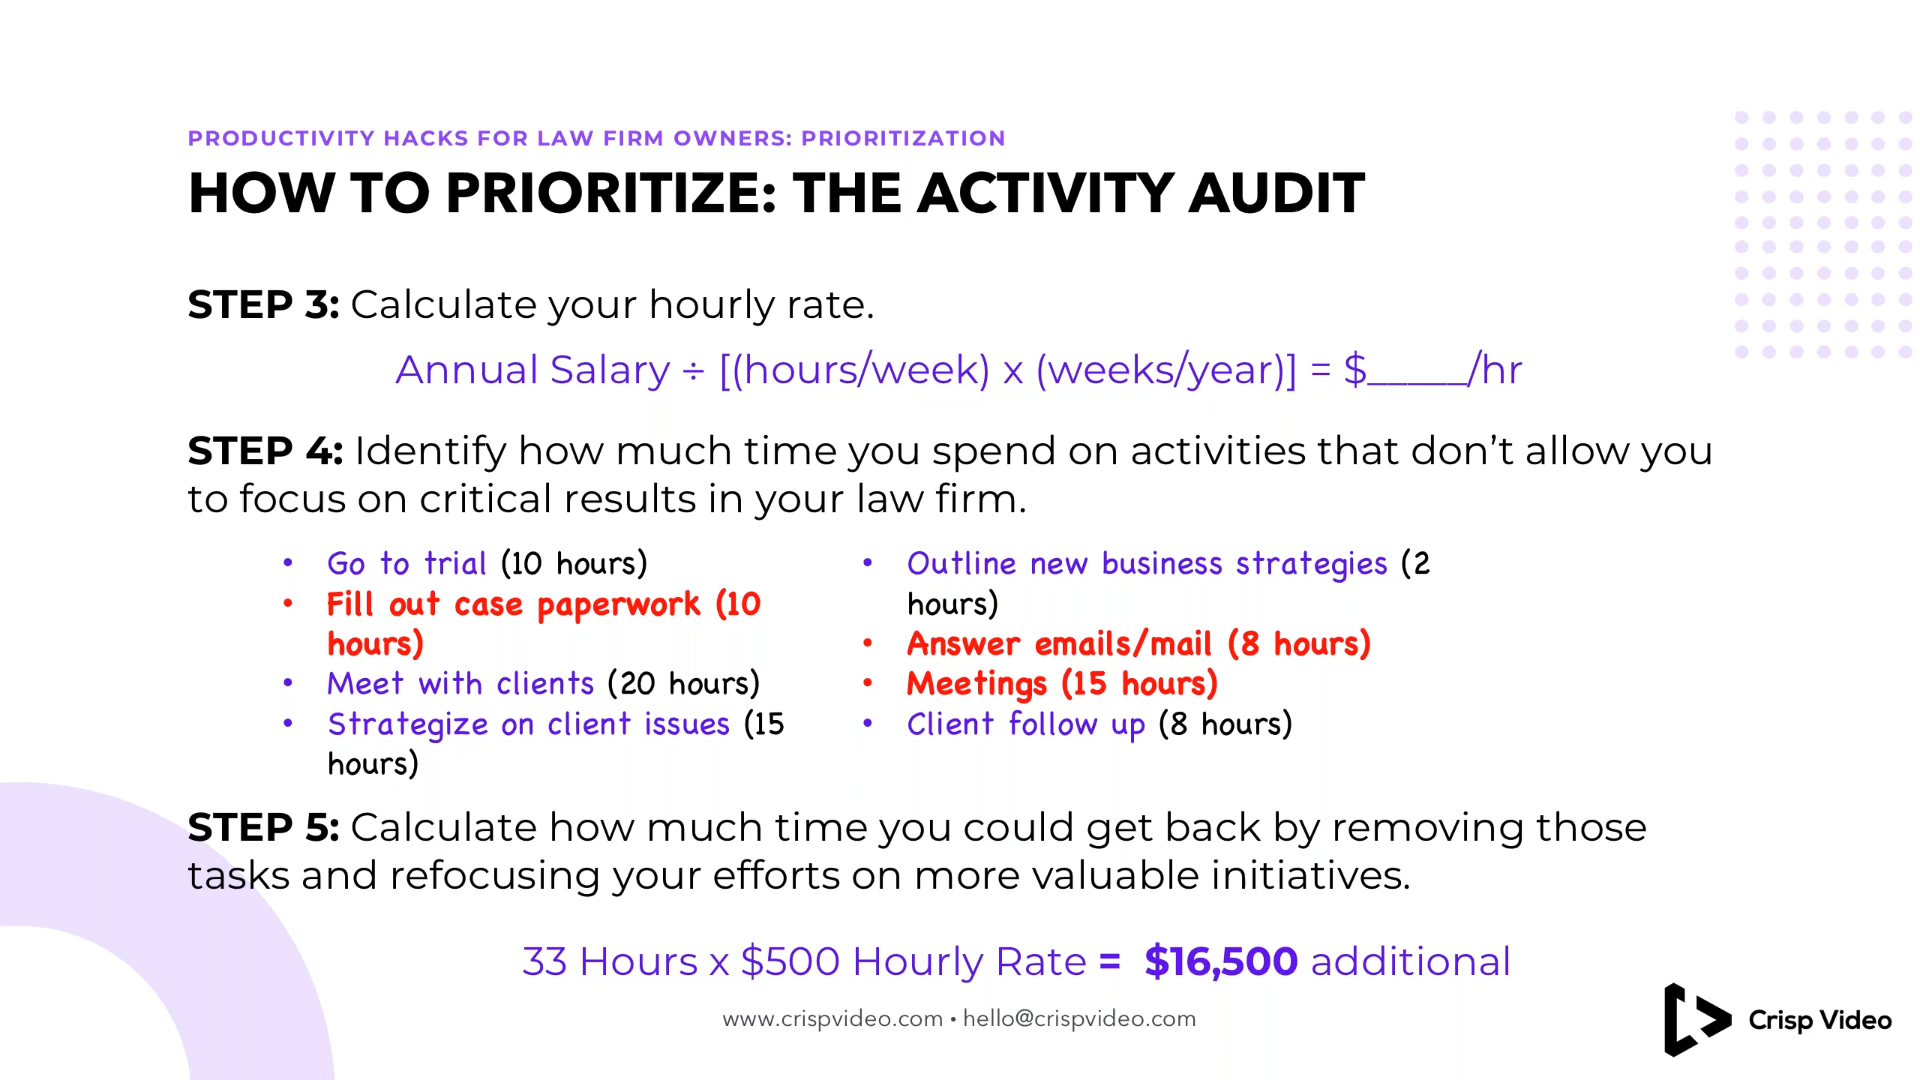 PRODUCTIVITY HACKS FOR LAW FIRM OWNERS: PRIORITIZATION
HOW TO PRIORITIZE: THE ACTIVITY AUDIT
STEP 3: Calculate your hourly rate.
Annual Salary ÷ [(hours/week) x (weeks/year)] = $_____/hr
STEP 4: Identify how much time you spend on activities that don’t allow you
to focus on critical results in your law firm.
• Go to trial (10 hours)
• Fill out case paperwork (10
hours)
• Meet with clients (20 hours)
• Strategize on client issues (15
hours)
• Outline new business strategies (2
hours)
• Answer emails/mail (8 hours)
• Meetings (15 hours)
• Client follow up (8 hours)
STEP 5: Calculate how much time you could get back by removing those
tasks and refocusing your efforts on more valuable initiatives.
33 Hours x $500 Hourly Rate = $16,500 additional
www.crispvideo.com • hello@crispvideo.com
Crisp Video